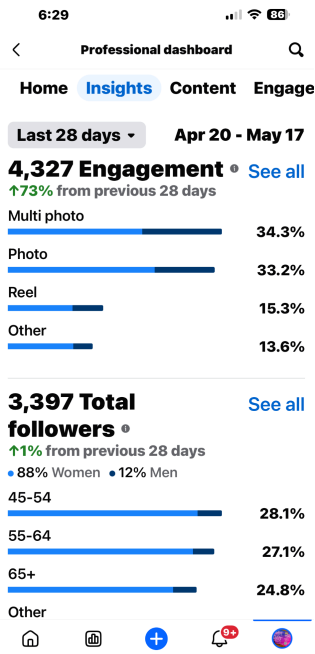 6:29
86
Professional dashboard
Home Insights Content Engage
Last 28 days Apr 20 - May 17
4,327 Engagement See all
↑73% from previous 28 days
Multi photo
34.3%
Photo
33.2%
Reel
15.3%
Other
13.6%
3,397 Total
followers See all
↑1% from previous 28 days
88% Women 12% Men
45-54
28.1%
55-64
27.1%
65+
24.8%
Other
9+